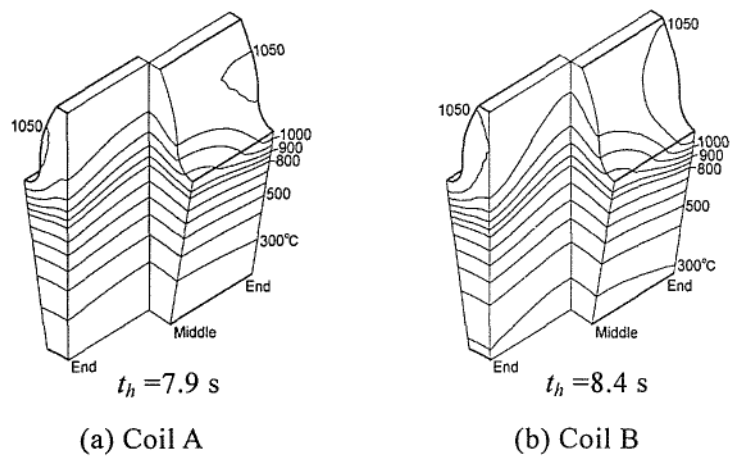 1050
1050
1000
900
800
500
300°C
End
Middle
End
t_h =7.9 s
(a) Coil A
1050
1050
1000
900
800
500
300°C
End
Middle
End
t_h =8.4 s
(b) Coil B